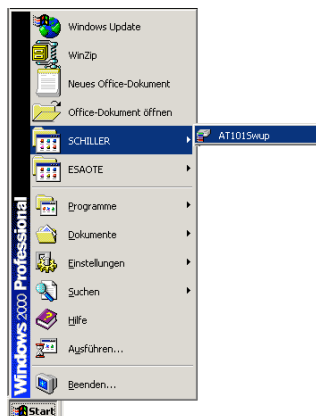 Windows Update
WinZip
Neues Office-Dokument
Office-Dokument öffnen
SCHILLER
AT101Swup
ESAOTE
Programme
Dokumente
Einstellungen
Suchen
Hilfe
Ausführen...
Beenden...
Windows 2000 Professional
Start